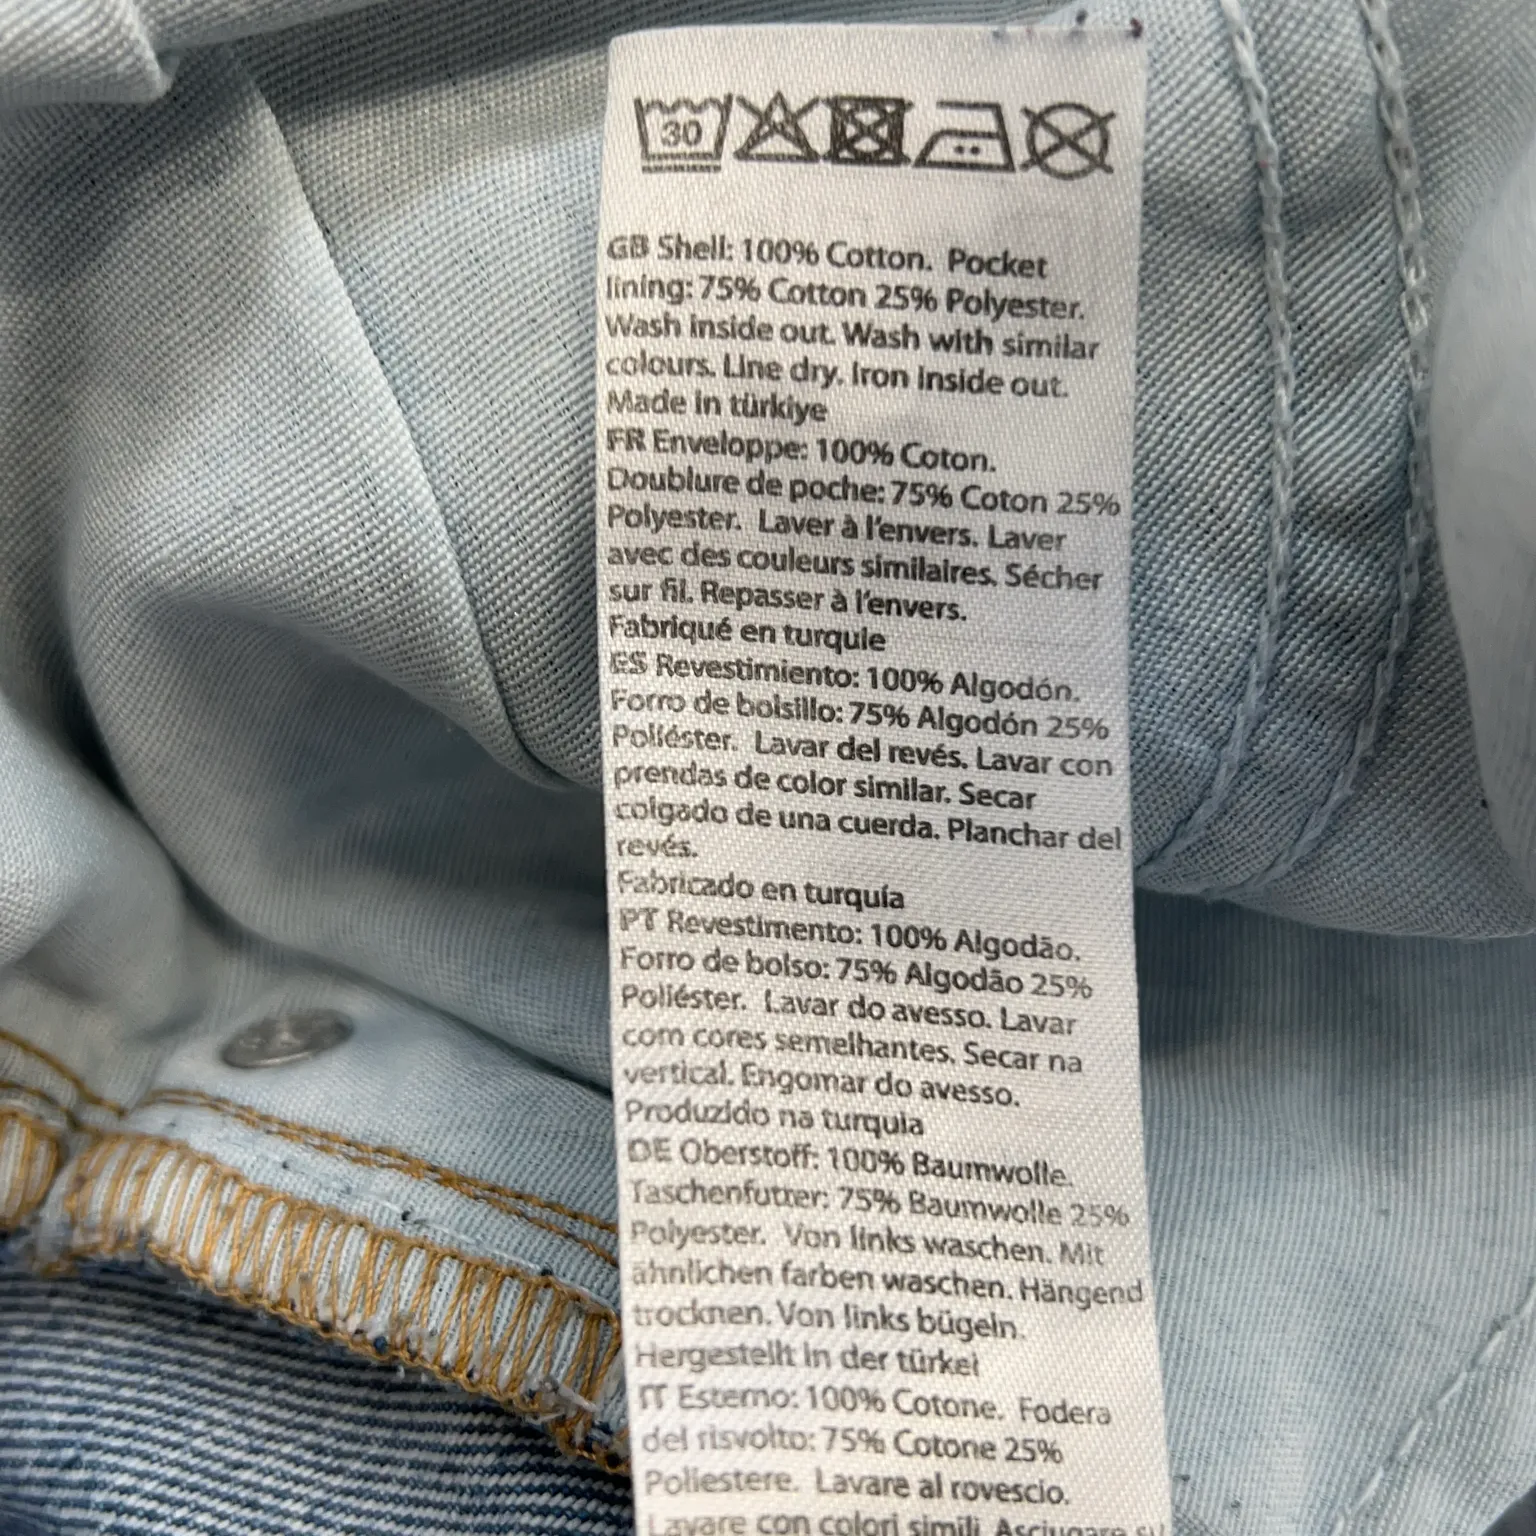 30
GB Shell: 100% Cotton. Pocket
lining: 75% Cotton 25% Polyester.
Wash inside out. Wash with similar
colours. Line dry. Iron inside out.
Made in türkiye
FR Enveloppe: 100% Coton.
Doublure de poche: 75% Coton 25%
Polyester. Laver à l'envers. Laver
avec des couleurs similaires. Sécher
sur fil. Repasser à l'envers.
Fabriqué en turquie
ES Revestimiento: 100% Algodón.
Forro de bolsillo: 75% Algodón 25%
Poliéster. Lavar del revés. Lavar con
prendas de color similar. Secar
colgado de una cuerda. Planchar del
revés.
Fabricado en turquía
PT Revestimento: 100% Algodão.
Forro de bolso: 75% Algodão 25%
Poliéster. Lavar do avesso. Lavar
com cores semelhantes. Secar na
vertical. Engomar do avesso.
Produzido na turquia
DE Oberstoff: 100% Baumwolle.
Taschenfutter: 75% Baumwolle 25%
Polyester. Von links waschen. Mit
ähnlichen farben waschen. Hängend
trocknen. Von links bügeln.
Hergestellt in der türkei
IT Esterno: 100% Cotone. Fodera
del risvolto: 75% Cotone 25%
Poliestere. Lavare al rovescio.
Lavare con colori simili. Asciugare su